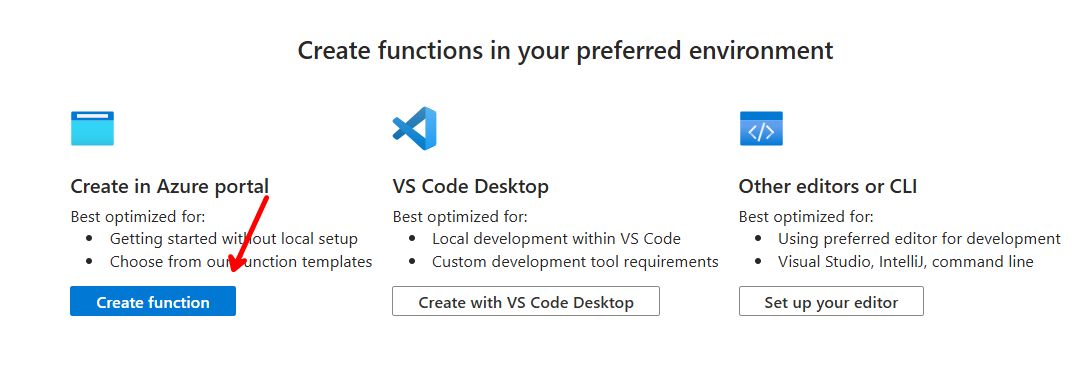 Create functions in your preferred environment
Create in Azure portal
Best optimized for:
• Getting started without local setup
• Choose from our function templates
Create function
VS Code Desktop
Best optimized for:
• Local development within VS Code
• Custom development tool requirements
Create with VS Code Desktop
Other editors or CLI
Best optimized for:
• Using preferred editor for development
• Visual Studio, IntelliJ, command line
Set up your editor